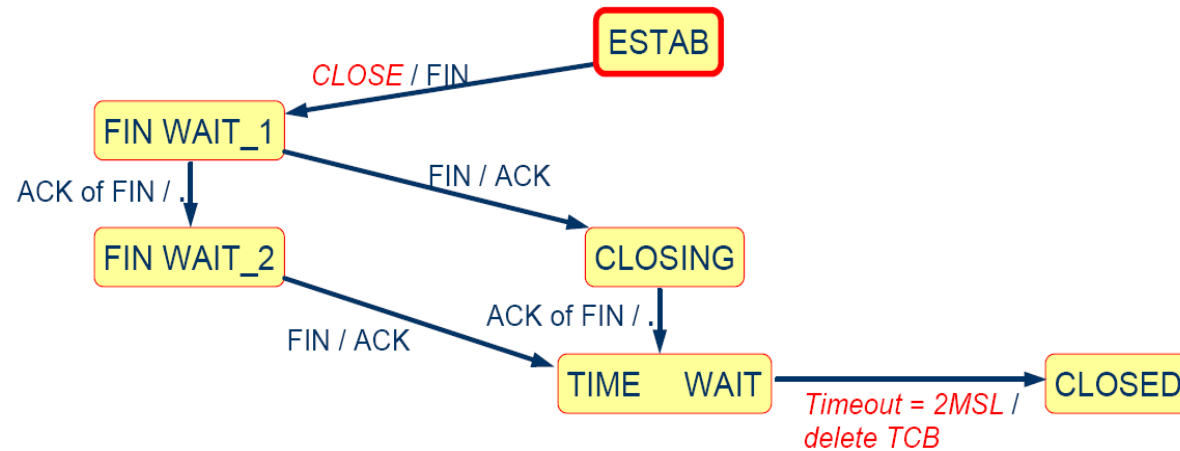 ESTAB
CLOSE / FIN
FIN WAIT_1
FIN / ACK
ACK of FIN / .
FIN WAIT_2
CLOSING
ACK of FIN / .
FIN / ACK
TIME WAIT
CLOSED
Timeout = 2MSL /
delete TCB